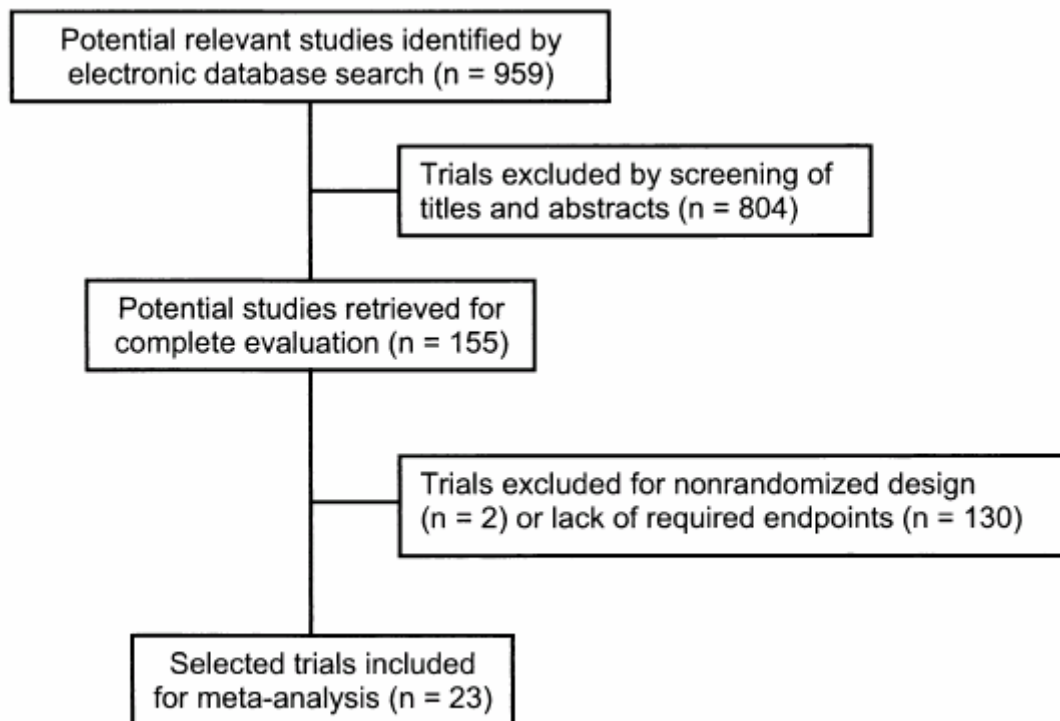 Potential relevant studies identified by
electronic database search (n = 959)
Trials excluded by screening of
titles and abstracts (n = 804)
Potential studies retrieved for
complete evaluation (n = 155)
Trials excluded for nonrandomized design
(n = 2) or lack of required endpoints (n = 130)
Selected trials included
for meta-analysis (n = 23)